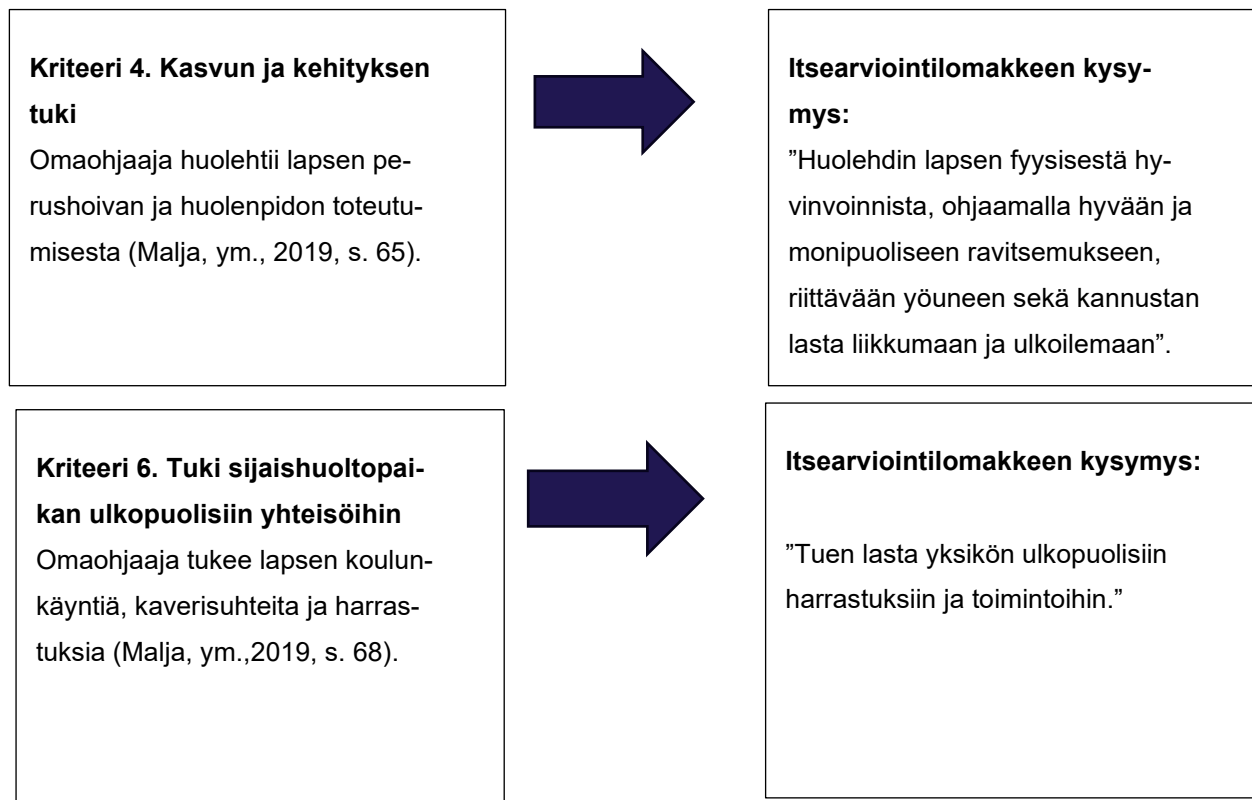 Kriteeri 4. Kasvun ja kehityksen
tuki
Omaohjaaja huolehtii lapsen pe-
rushoivan ja huolenpidon toteutu-
misesta (Malja, ym., 2019, s. 65).
Itsearviointilomakkeen kysy-
mys:
”Huolehdin lapsen fyysisestä hy-
vinvoinnista, ohjaamalla hyvään ja
monipuoliseen ravitsemukseen,
riittävään yöuneen sekä kannustan
lasta liikkumaan ja ulkoilemaan”.
Kriteeri 6. Tuki sijaishuoltopai-
kan ulkopuolisiin yhteisöihin
Omaohjaaja tukee lapsen koulun-
käyntiä, kaverisuhteita ja harras-
tuksia (Malja, ym.,2019, s. 68).
Itsearviointilomakkeen kysymys:
”Tuen lasta yksikön ulkopuolisiin
harrastuksiin ja toimintoihin.”